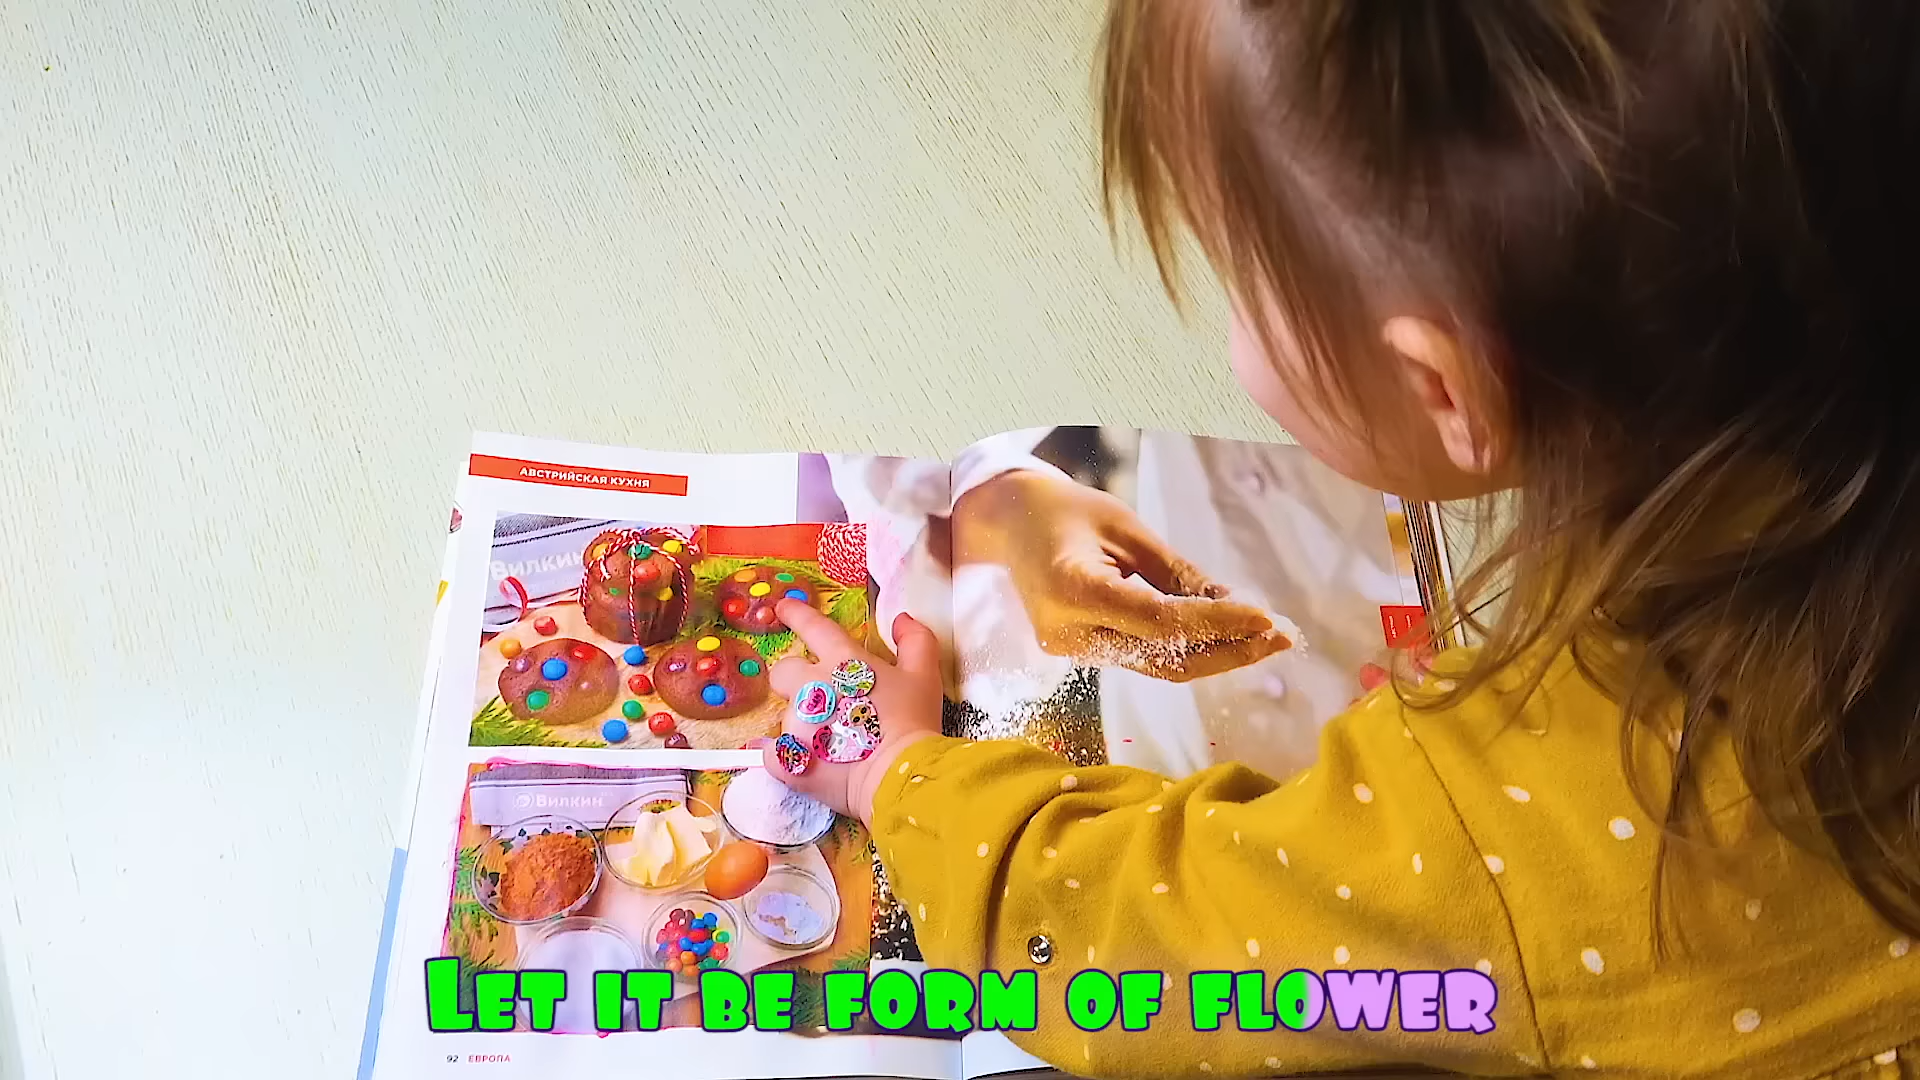 АВСТРИЙСКАЯ КУХНЯ
ВИЛКИН
ВИЛКИН
LET IT BE FORM OF FLOWER
92 ЕВРОПА